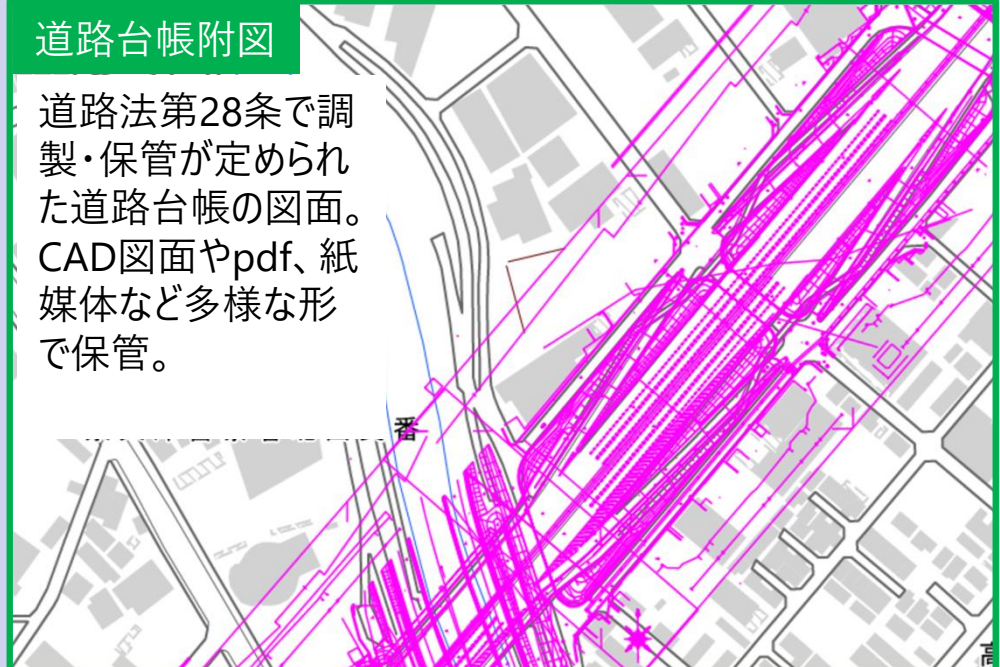 道路台帳附図
道路法第28条で調
製・保管が定められ
た道路台帳の図面。
CAD図面やpdf、紙
媒体など多様な形
で保管。
番